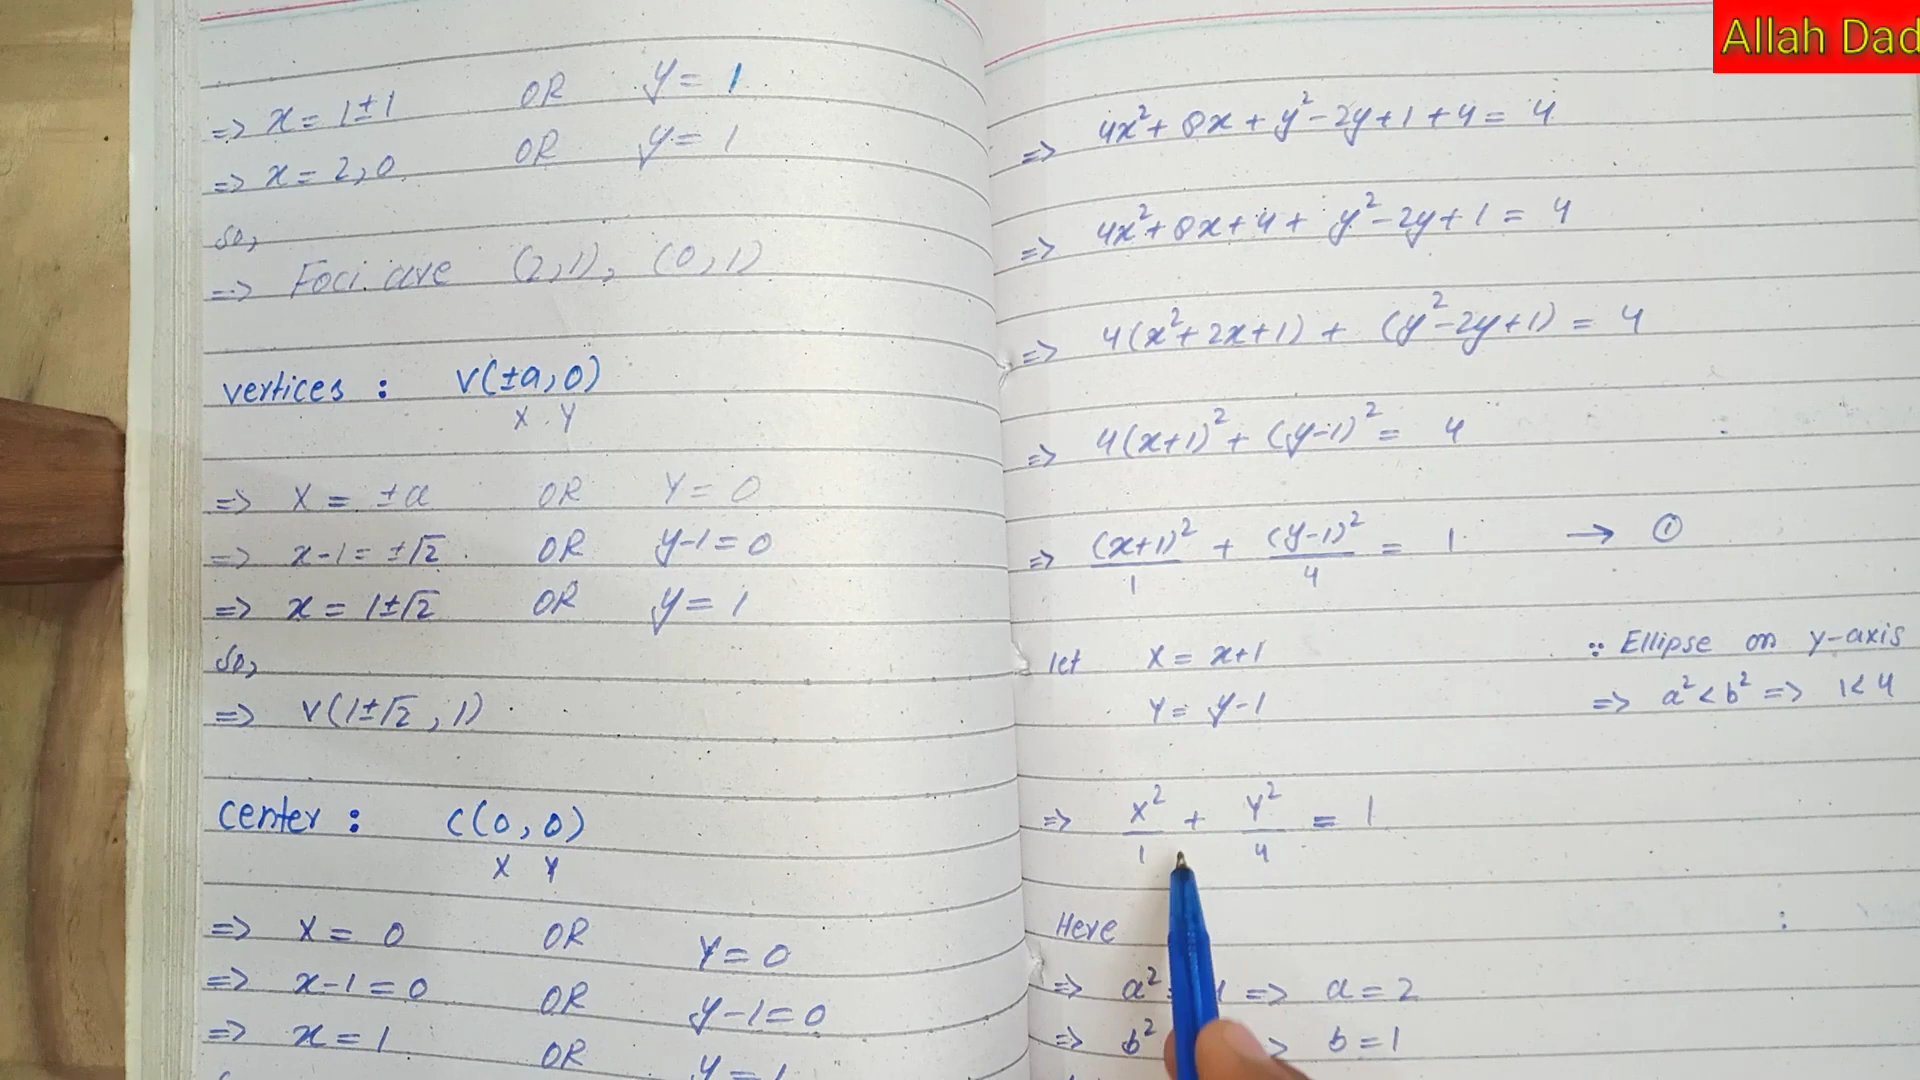 => x = 1±1 OR y = 1
=> x = 2,0 OR y = 1
so,
=> Foci are (2,1), (0,1)
vertices : V(±a, 0)
X Y
=> X = ±a OR Y = 0
=> x-1 = ±√2 OR y-1 = 0
=> x = 1±√2 OR y = 1
So,
=> V(1±√2, 1)
center : C(0, 0)
X Y
=> X = 0 OR Y = 0
=> x-1 = 0 OR y-1 = 0
=> x = 1 OR y = 1
Allah Dad
=> 4x²+8x+y²-2y+1+4 = 4
=> 4x²+8x+4+y²-2y+1 = 4
=> 4(x²+2x+1) + (y²-2y+1) = 4
=> 4(x+1)² + (y-1)² = 4
=> (x+1)²/1 + (y-1)²/4 = 1 → ①
let X = x+1 :: Ellipse on y-axis
Y = y-1 => a² < b² => 1 < 4
=> X²/1 + Y²/4 = 1
Here
=> a² => a = 2
=> b² b = 1